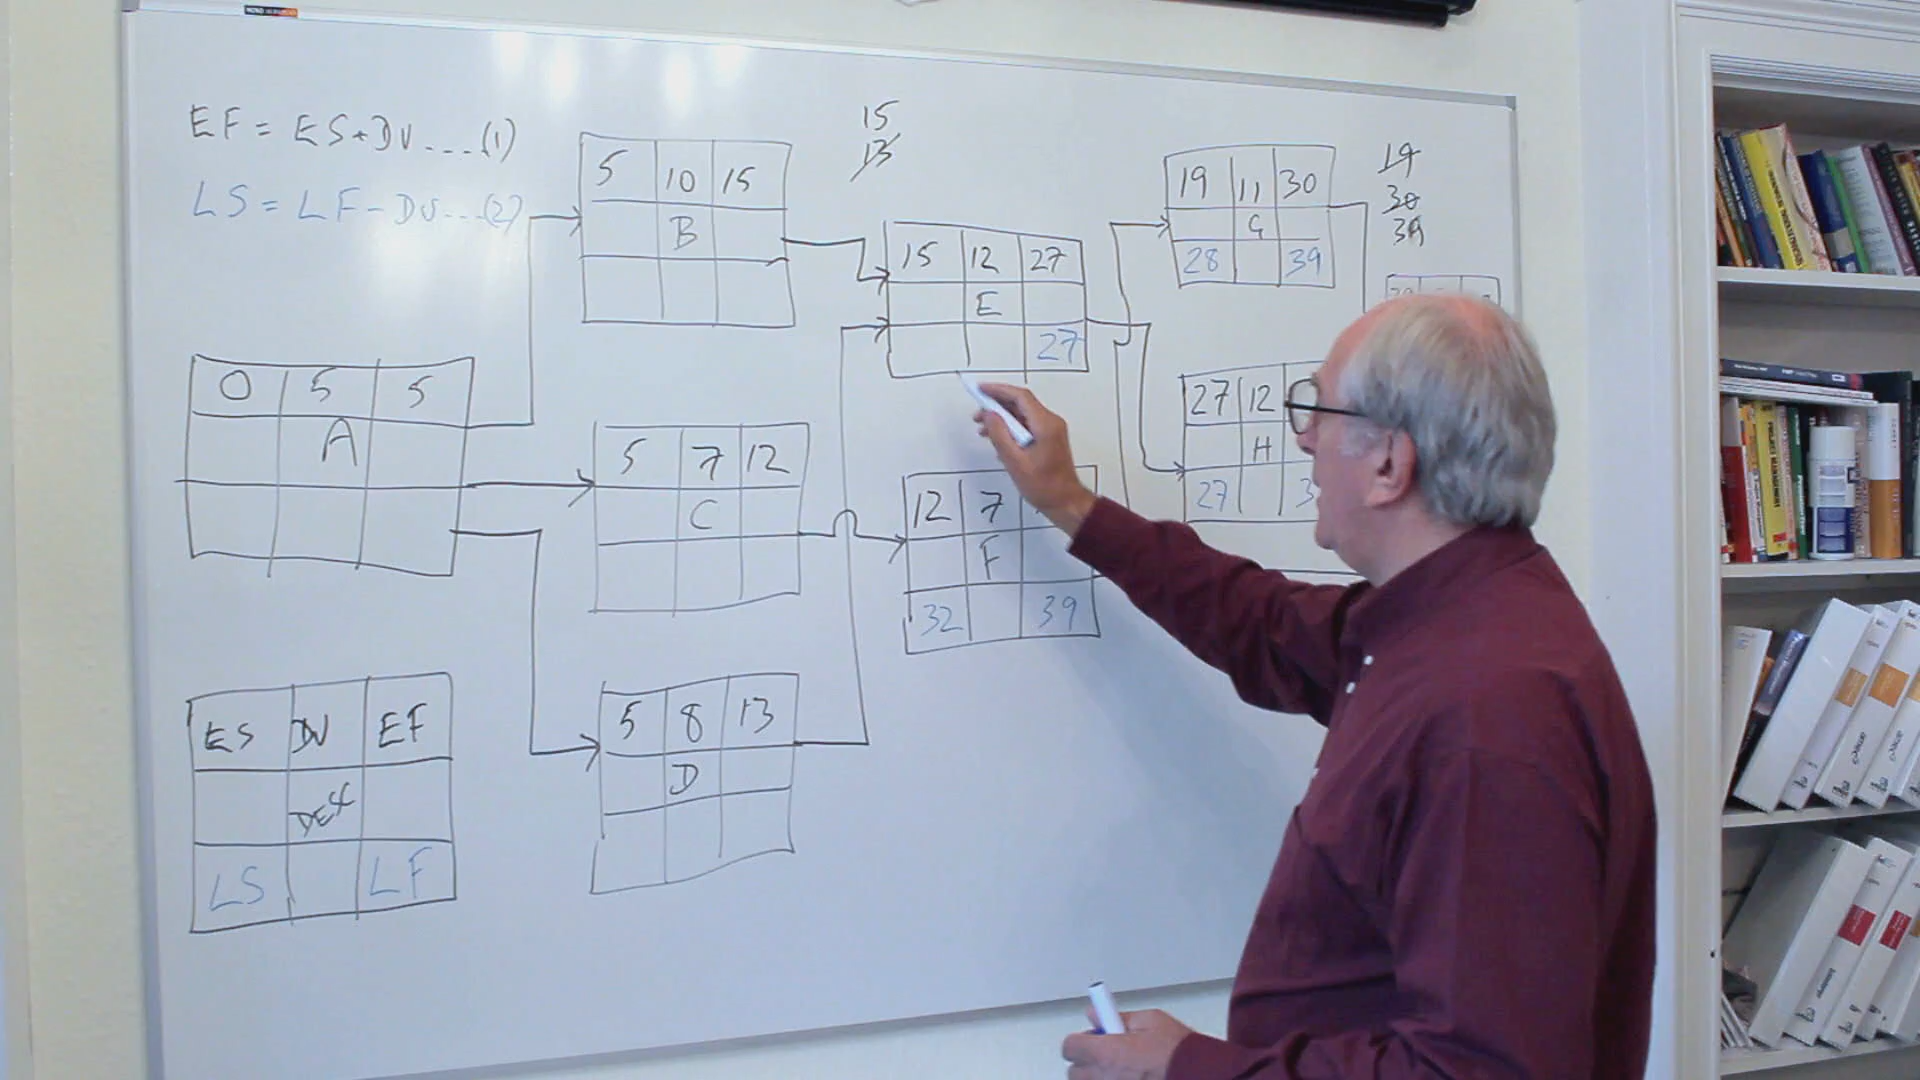 EF = ES+DU....(1)
LS = LF-DU...(2)
15
13
5 10 15
B
0 5 5
A
5 7 12
C
5 8 13
D
ES DU EF
DESC
LS LF
15 12 27
E
27
12 7
F
32 39
19 11 30
G
28 39
19
30
39
27 12
H
27 3